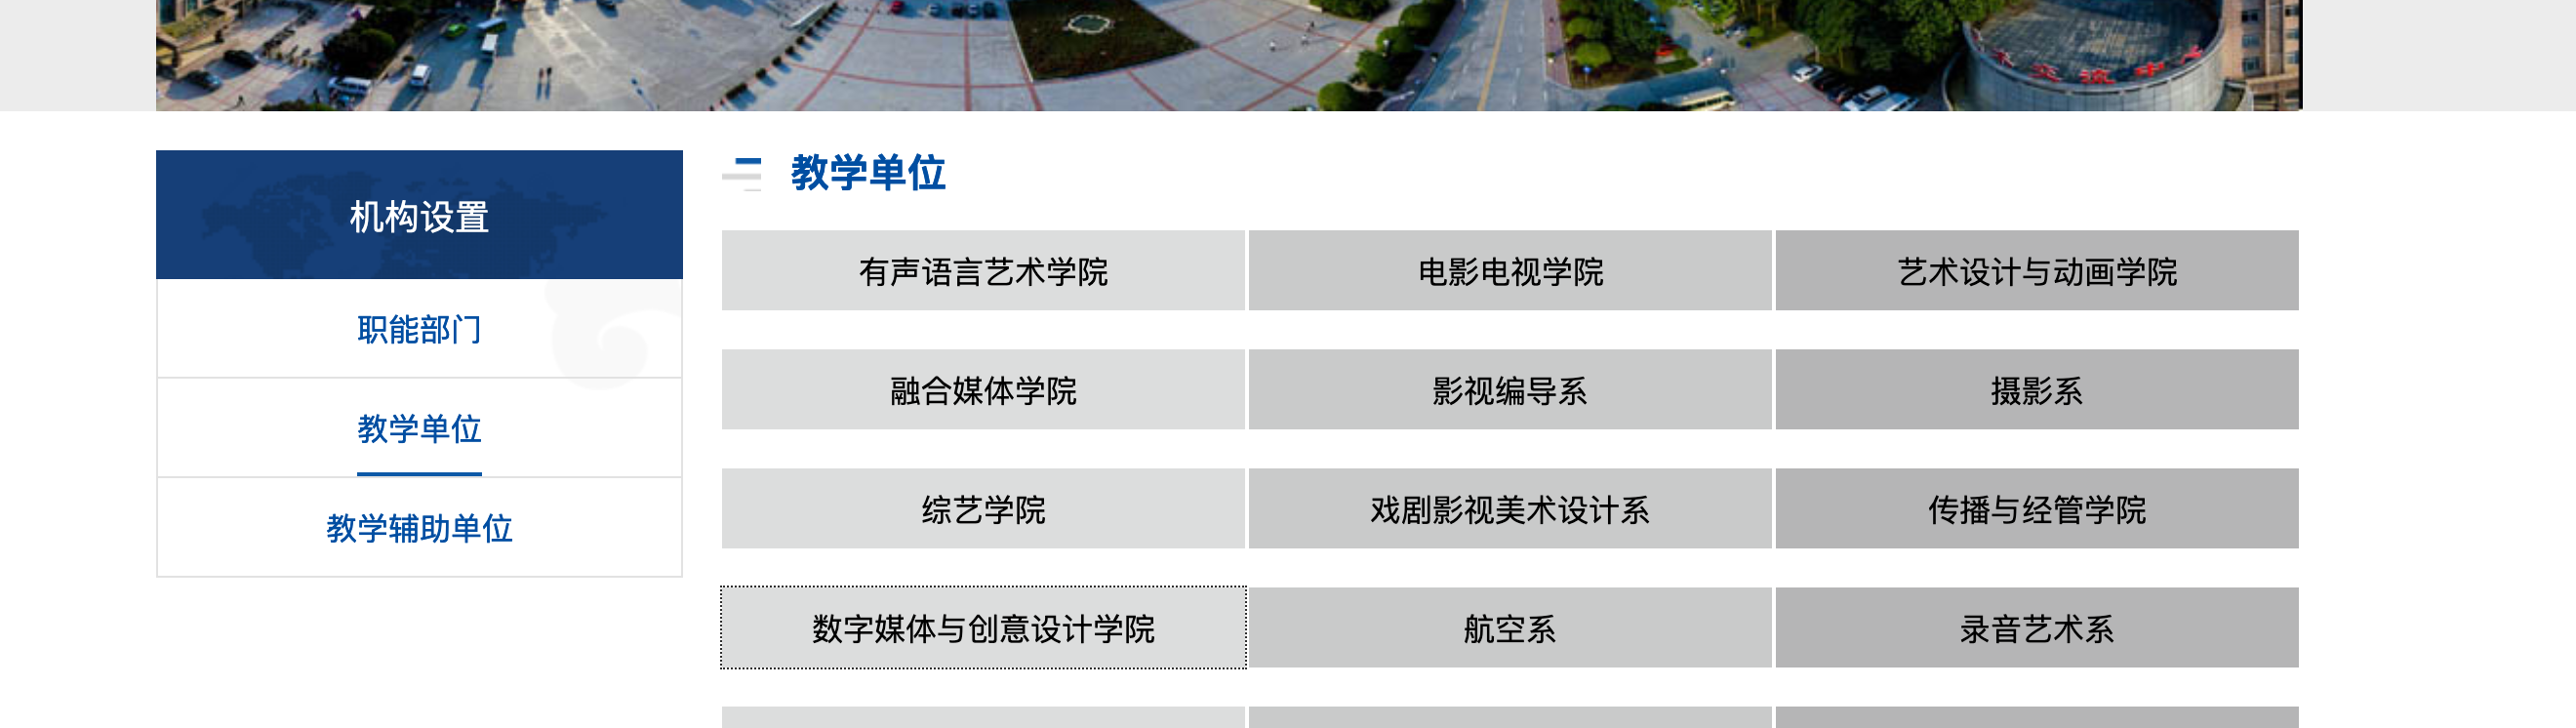 交流中
教学单位
机构设置
职能部门
教学单位
教学辅助单位
有声语言艺术学院
电影电视学院
艺术设计与动画学院
融合媒体学院
影视编导系
摄影系
综艺学院
戏剧影视美术设计系
传播与经管学院
数字媒体与创意设计学院
航空系
录音艺术系